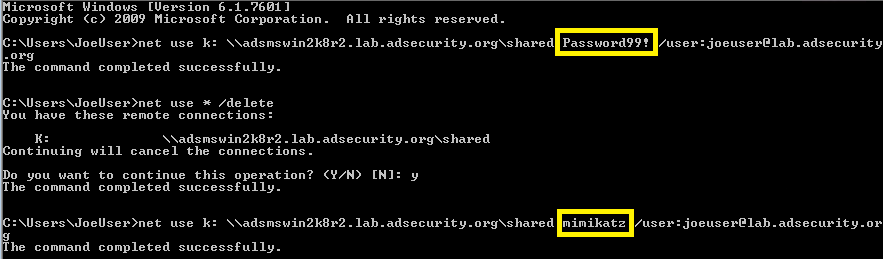 Microsoft Windows [Version 6.1.7601]
Copyright (c) 2009 Microsoft Corporation.  All rights reserved.
C:\Users\JoeUser>net use k: \\adsmswin2k8r2.lab.adsecurity.org\shared Password99! /user:joeuser@lab.adsecurity
.org
The command completed successfully.
C:\Users\JoeUser>net use * /delete
You have these remote connections:
    K:             \\adsmswin2k8r2.lab.adsecurity.org\shared
Continuing will cancel the connections.
Do you want to continue this operation? (Y/N) [N]: y
The command completed successfully.
C:\Users\JoeUser>net use k: \\adsmswin2k8r2.lab.adsecurity.org\shared mimikatz /user:joeuser@lab.adsecurity.or
g
The command completed successfully.